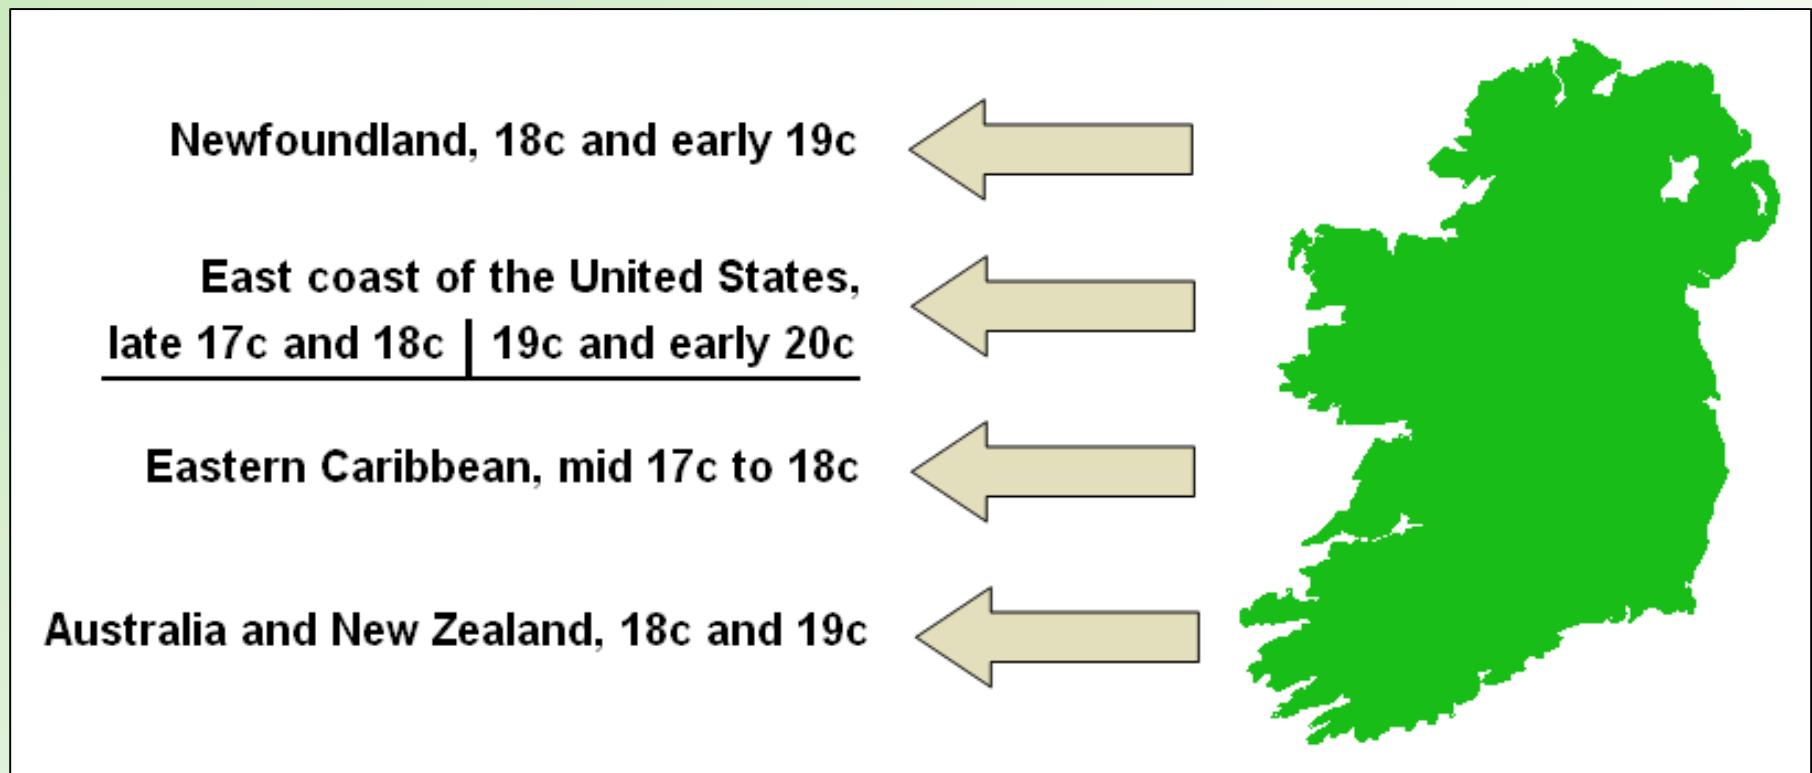 Newfoundland, 18c and early 19c
East coast of the United States,
late 17c and 18c | 19c and early 20c
Eastern Caribbean, mid 17c to 18c
Australia and New Zealand, 18c and 19c